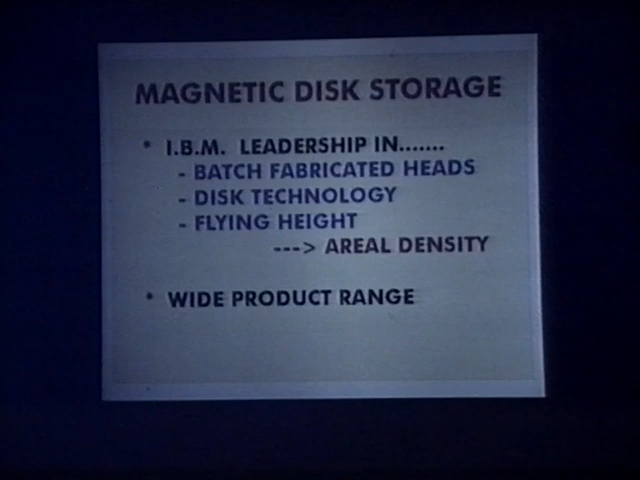 MAGNETIC DISK STORAGE
* I.B.M. LEADERSHIP IN.......
- BATCH FABRICATED HEADS
- DISK TECHNOLOGY
- FLYING HEIGHT
---> AREAL DENSITY
* WIDE PRODUCT RANGE